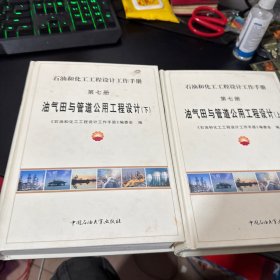 石油和化工工程设计工作手册
第七册
油气田与管道公用工程设计(下)
《石油和化工工程设计工作手册》编委会 编
中国石油大学出版社
石油和化工工程设计工作手册
第七册
油气田与管道公用工程设计(上
《石油和化工工程设计工作手册》编委会 编
中国石油大学出版社